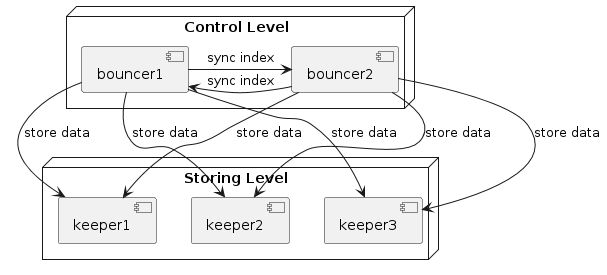 Control Level
bouncer1
sync index
sync index
bouncer2
store data
store data
store data
store data
store data
store data
Storing Level
keeper1
keeper2
keeper3